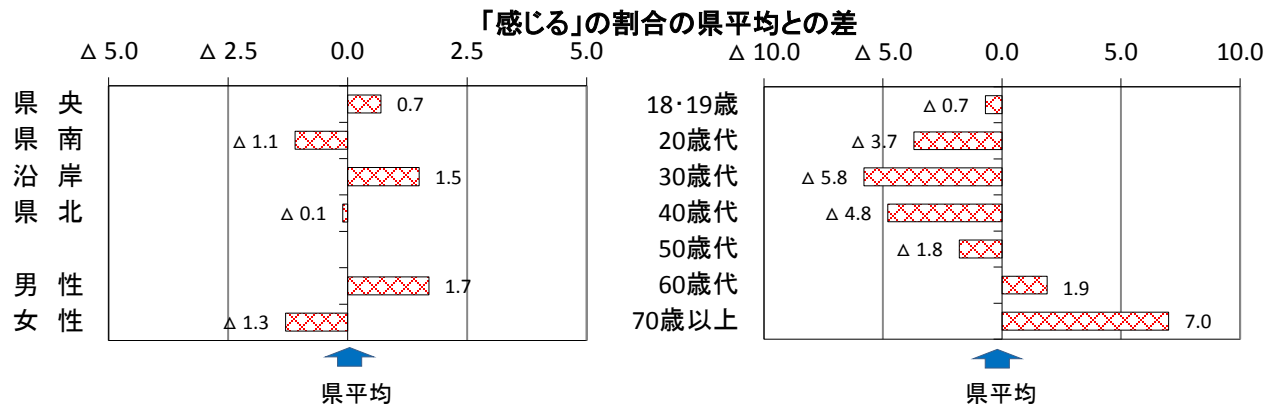 「感じる」の割合の県平均との差
△ 5.0 △ 2.5 0.0 2.5 5.0
県 央 0.7
県 南 △ 1.1
沿 岸 1.5
県 北 △ 0.1
男 性 1.7
女 性 △ 1.3
県平均
△ 10.0 △ 5.0 0.0 5.0 10.0
18・19歳 △ 0.7
20歳代 △ 3.7
30歳代 △ 5.8
40歳代 △ 4.8
50歳代 △ 1.8
60歳代 1.9
70歳以上 7.0
県平均